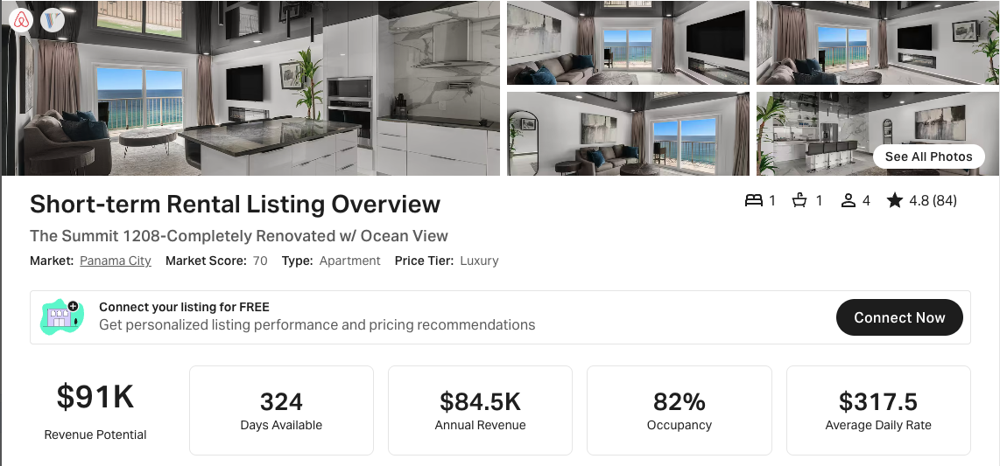 See All Photos
Short-term Rental Listing Overview
1 1 4 4.8 (84)
The Summit 1208-Completely Renovated w/ Ocean View
Market: Panama City Market Score: 70 Type: Apartment Price Tier: Luxury
Connect your listing for FREE
Get personalized listing performance and pricing recommendations
Connect Now
$91K
Revenue Potential
324
Days Available
$84.5K
Annual Revenue
82%
Occupancy
$317.5
Average Daily Rate